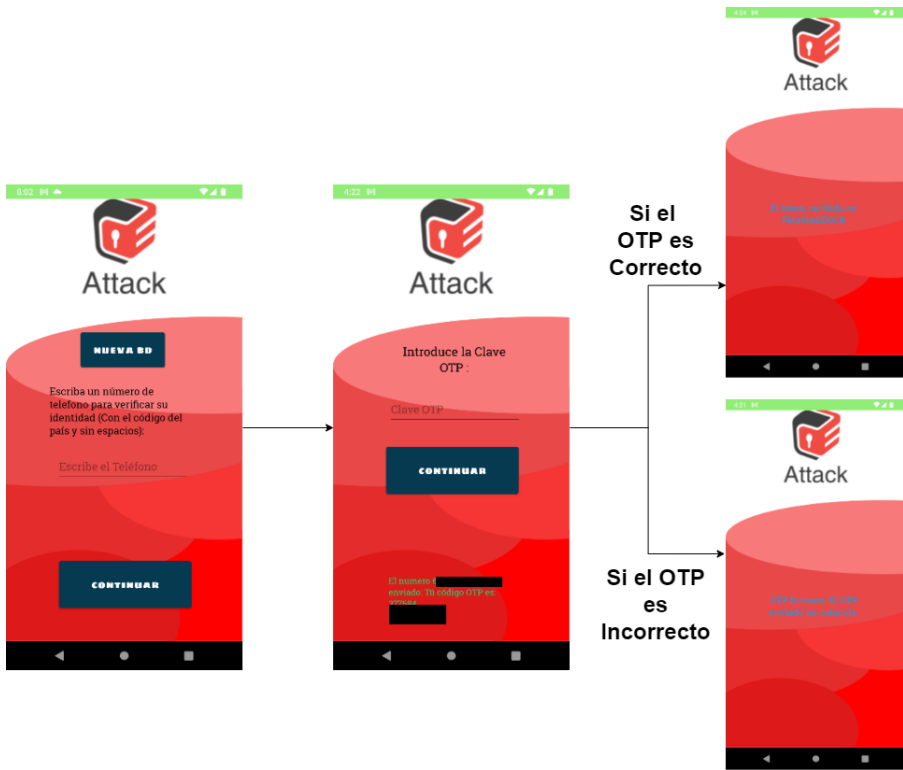 8:02
Attack
NUEVA BD
Escriba un número de
telefono para verificar su
identidad (Con el código del
país y sin espacios):
Escribe el Teléfono
CONTINUAR
4:22
Attack
Introduce la Clave
OTP :
Clave OTP
CONTINUAR
El numero
enviado: Tu código OTP es:
Si el
OTP es
Correcto
Attack
Si el OTP
es
Incorrecto
Attack